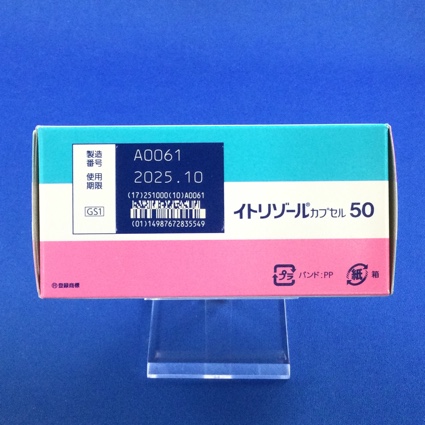 製造番号 A0061
使用期限 2025.10
(17)251000(10)A0061
GS1
(01)14987672835549
イトリゾール®カプセル 50
プラ バンド:PP 紙 箱
Ⓡ登録商標